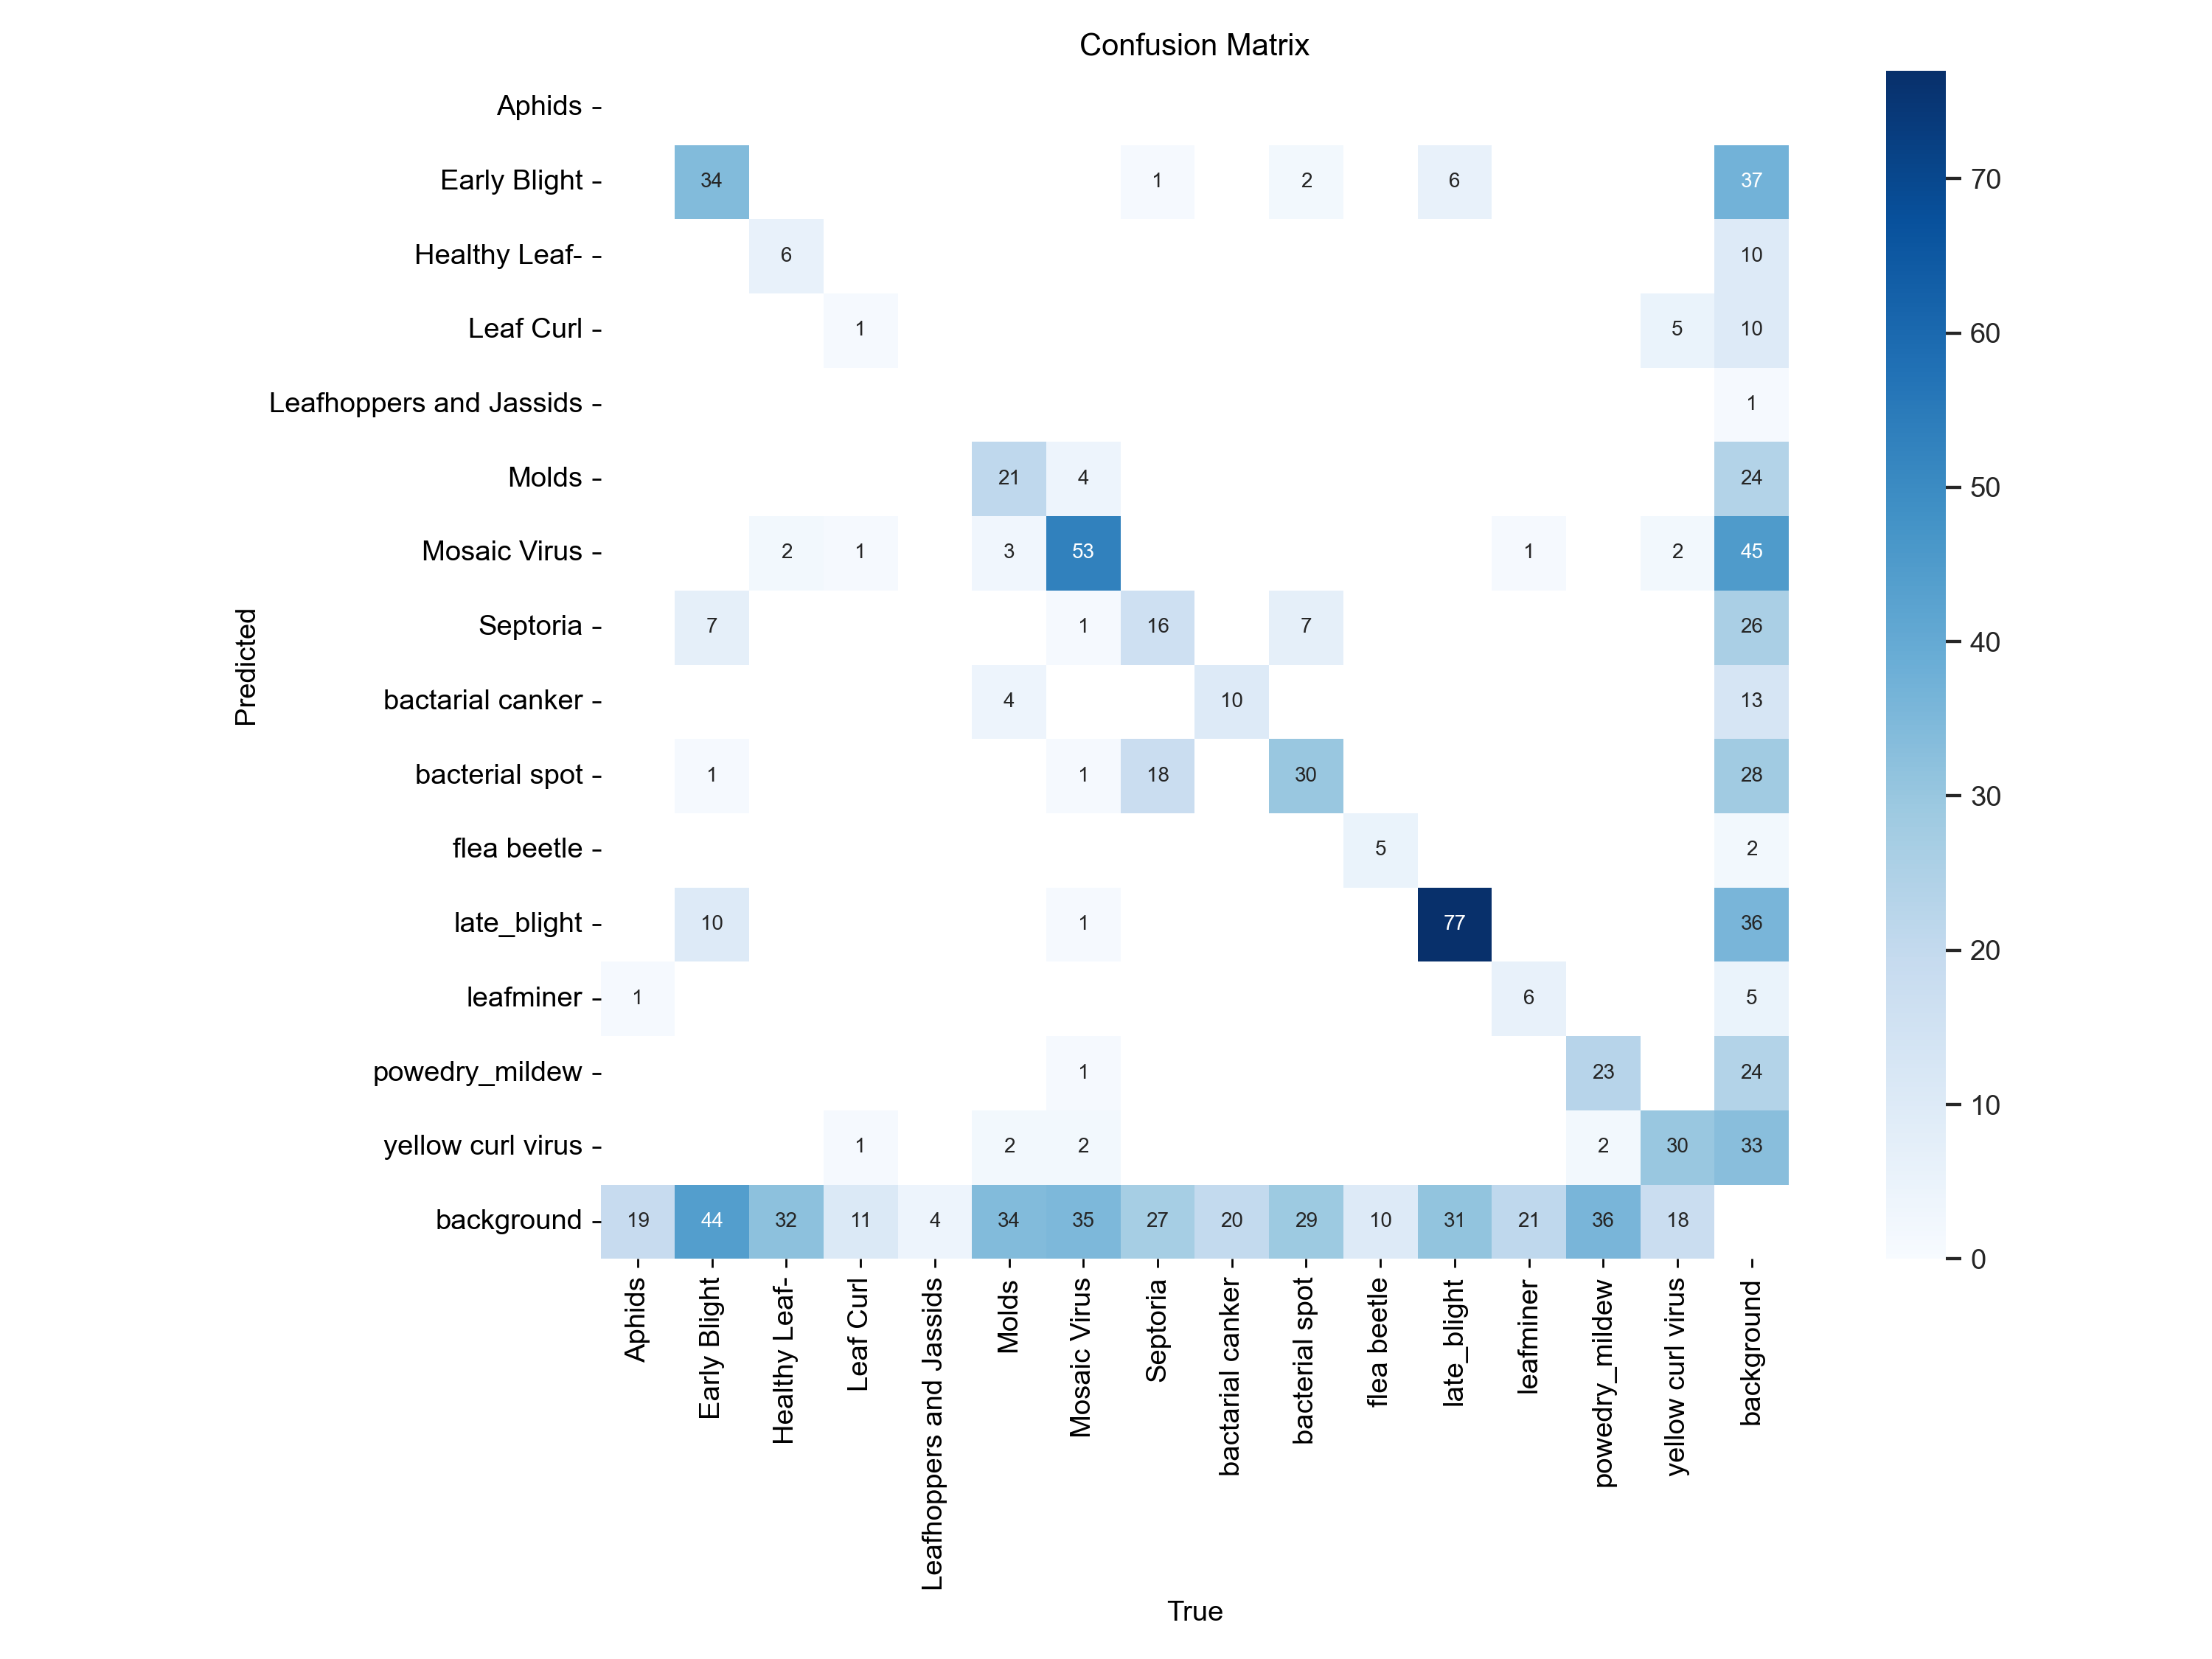 Confusion Matrix
Aphids
Early Blight 34 1 2 6 37
Healthy Leaf- 6 10
Leaf Curl 1 5 10
Leafhoppers and Jassids 1
Molds 21 4 24
Mosaic Virus 2 1 3 53 1 2 45
Septoria 7 1 16 7 26
bactarial canker 4 10 13
bacterial spot 1 1 18 30 28
flea beetle 5 2
late_blight 10 1 77 36
leafminer 1 6 5
powedry_mildew 1 23 24
yellow curl virus 1 2 2 2 30 33
background 19 44 32 11 4 34 35 27 20 29 10 31 21 36 18
Predicted
Aphids
Early Blight
Healthy Leaf-
Leaf Curl
Leafhoppers and Jassids
Molds
Mosaic Virus
Septoria
bactarial canker
bacterial spot
flea beetle
late_blight
leafminer
powedry_mildew
yellow curl virus
background
True
70
60
50
40
30
20
10
0